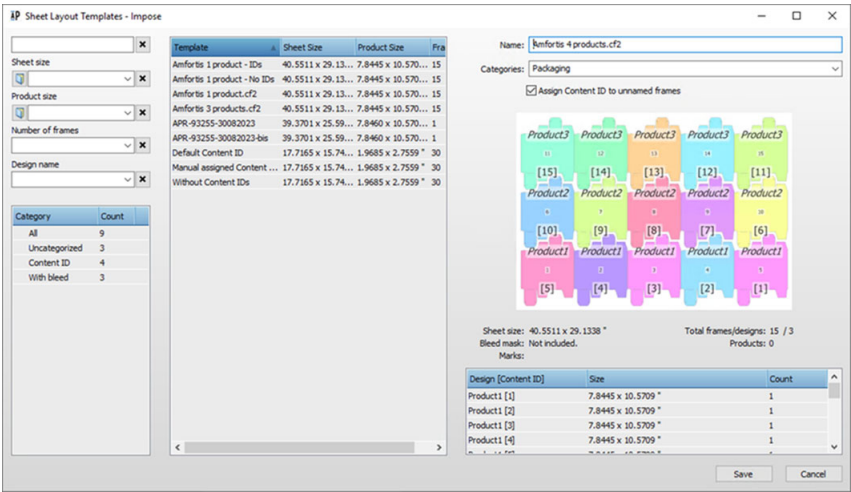 Sheet Layout Templates - Impose
Sheet size
Product size
Number of frames
Design name
Category Count
All 9
Uncategorized 3
Content ID 4
With bleed 3
Template Sheet Size Product Size Fra
Amfortis 1 product - IDs 40.5511 x 29.13... 7.8445 x 10.570... 15
Amfortis 1 product - No IDs 40.5511 x 29.13... 7.8445 x 10.570... 15
Amfortis 1 product.cf2 40.5511 x 29.13... 7.8445 x 10.570... 15
Amfortis 3 products.cf2 40.5511 x 29.13... 7.8445 x 10.570... 15
APR-93255-30082023 39.3701 x 25.59... 7.8460 x 10.570... 1
APR-93255-30082023-bis 39.3701 x 25.59... 7.8460 x 10.570... 1
Default Content ID 17.7165 x 15.74... 1.9685 x 2.7559 " 30
Manual assigned Content ... 17.7165 x 15.74... 1.9685 x 2.7559 " 30
Without Content IDs 17.7165 x 15.74... 1.9685 x 2.7559 " 30
Name: Amfortis 4 products.cf2
Categories: Packaging
Assign Content ID to unnamed frames
Product3 Product3 Product3 Product3 Product3
15 14 13 12 11
[15] [14] [13] [12] [11]
Product2 Product2 Product2 Product2 Product2
[10] [9] [8] [7] [6]
Product1 Product1 Product1 Product1 Product1
[5] [4] [3] [2] [1]
Sheet size: 40.5511 x 29.1338 " Total frames/designs: 15 / 3
Bleed mask: Not included. Products: 0
Marks:
Design [Content ID] Size Count
Product1 [1] 7.8445 x 10.5709 " 1
Product1 [2] 7.8445 x 10.5709 " 1
Product1 [3] 7.8445 x 10.5709 " 1
Product1 [4] 7.8445 x 10.5709 " 1
Save Cancel